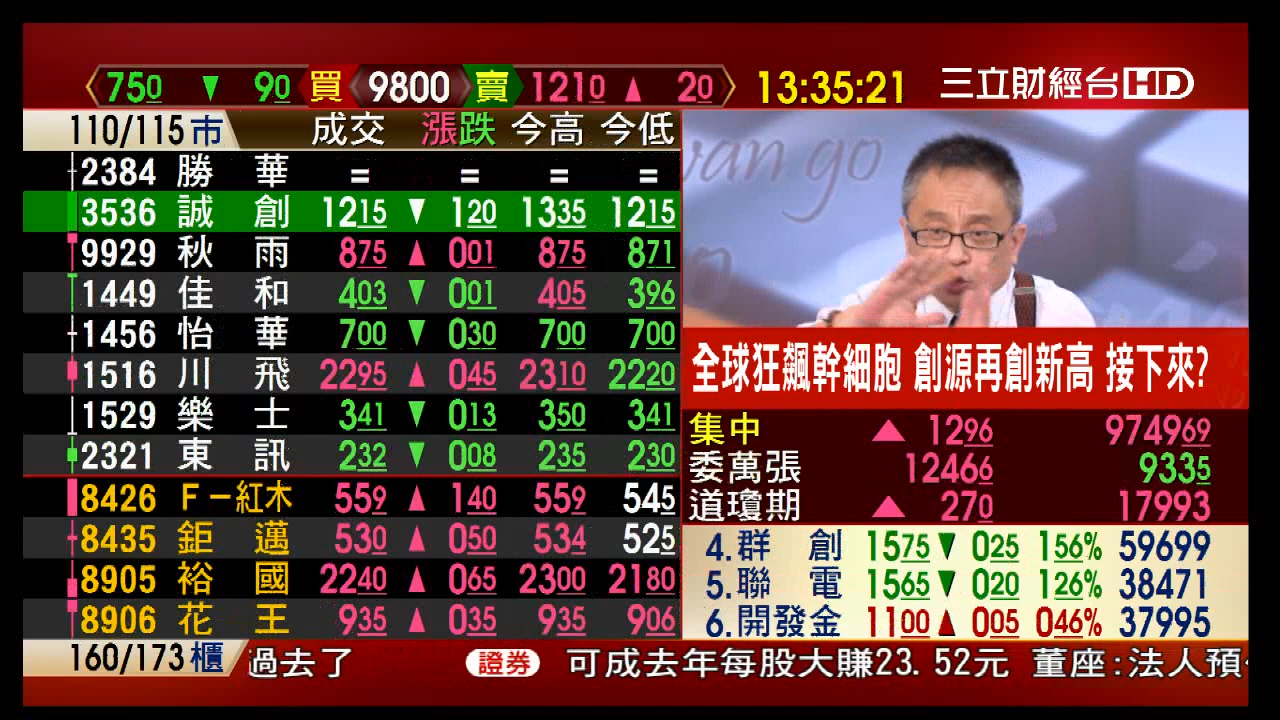 750 ▼ 90 買 9800 賣 1210 ▲ 20 13:35:21 三立財經台HD
110/115市 成交 漲跌 今高 今低
2384 勝華 = = = =
3536 誠創 1215 ▼ 120 1335 1215
9929 秋雨 875 ▲ 001 875 871
1449 佳和 403 ▼ 001 405 396
1456 怡華 700 ▼ 030 700 700
1516 川飛 2295 ▲ 045 2310 2220
1529 樂士 341 ▼ 013 350 341
2321 東訊 232 ▼ 008 235 230
8426 F-紅木 559 ▲ 140 559 545
8435 鉅邁 530 ▲ 050 534 525
8905 裕國 2240 ▲ 065 2300 2180
8906 花王 935 ▲ 035 935 906
wan go
全球狂飆幹細胞 創源再創新高 接下來?
集中 ▲ 1296 974969
委萬張 12466 9335
道瓊期 ▲ 270 17993
4.群創 1575 ▼ 025 156% 59699
5.聯電 1565 ▼ 020 126% 38471
6.開發金 1100 ▲ 005 046% 37995
160/173櫃 過去了 證券 可成去年每股大賺23.52元 董座:法人預